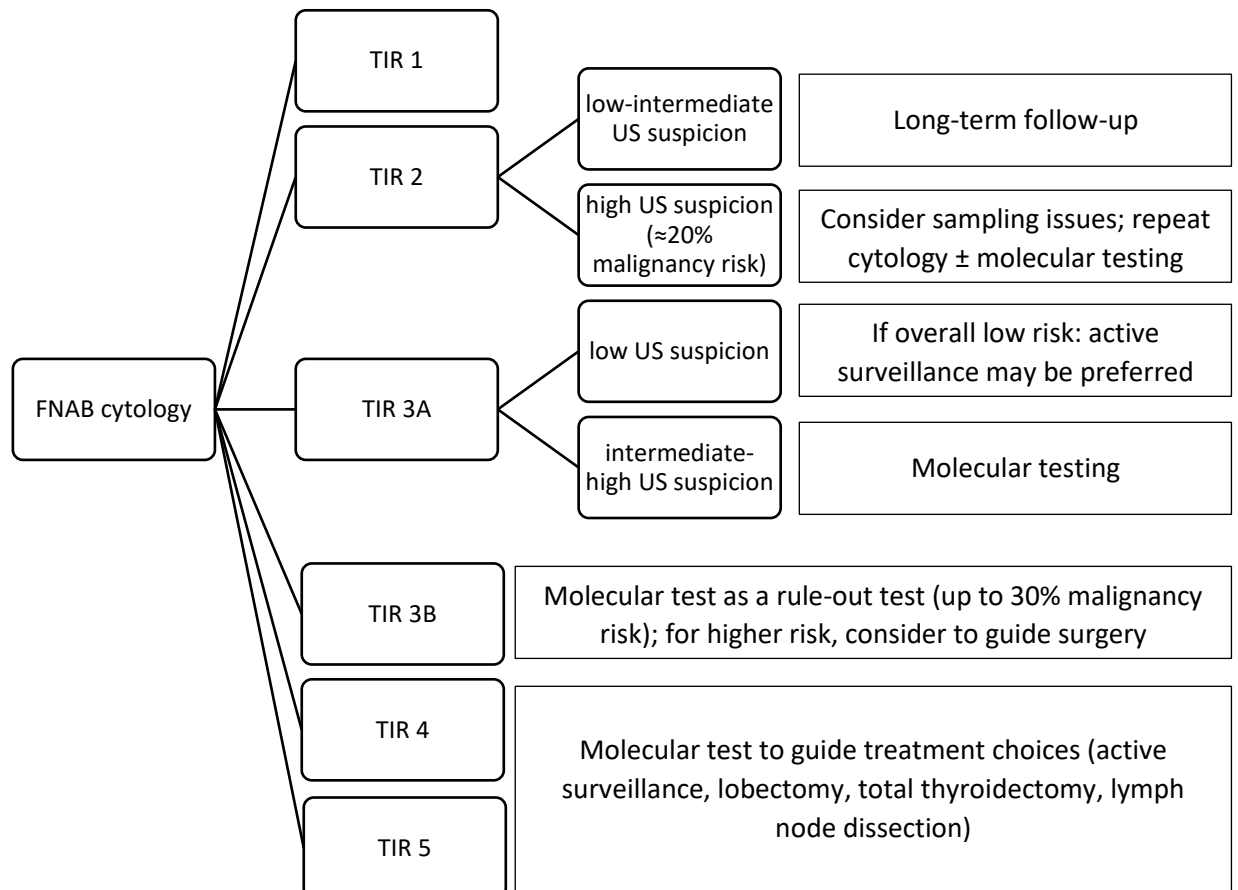 TIR 1
low-intermediate
US suspicion
Long-term follow-up
TIR 2
high US suspicion
(≈20%
malignancy risk)
Consider sampling issues; repeat
cytology ± molecular testing
FNAB cytology
TIR 3A
low US suspicion
If overall low risk: active
surveillance may be preferred
intermediate-
high US suspicion
Molecular testing
TIR 3B
Molecular test as a rule-out test (up to 30% malignancy
risk); for higher risk, consider to guide surgery
TIR 4
Molecular test to guide treatment choices (active
surveillance, lobectomy, total thyroidectomy, lymph
node dissection)
TIR 5